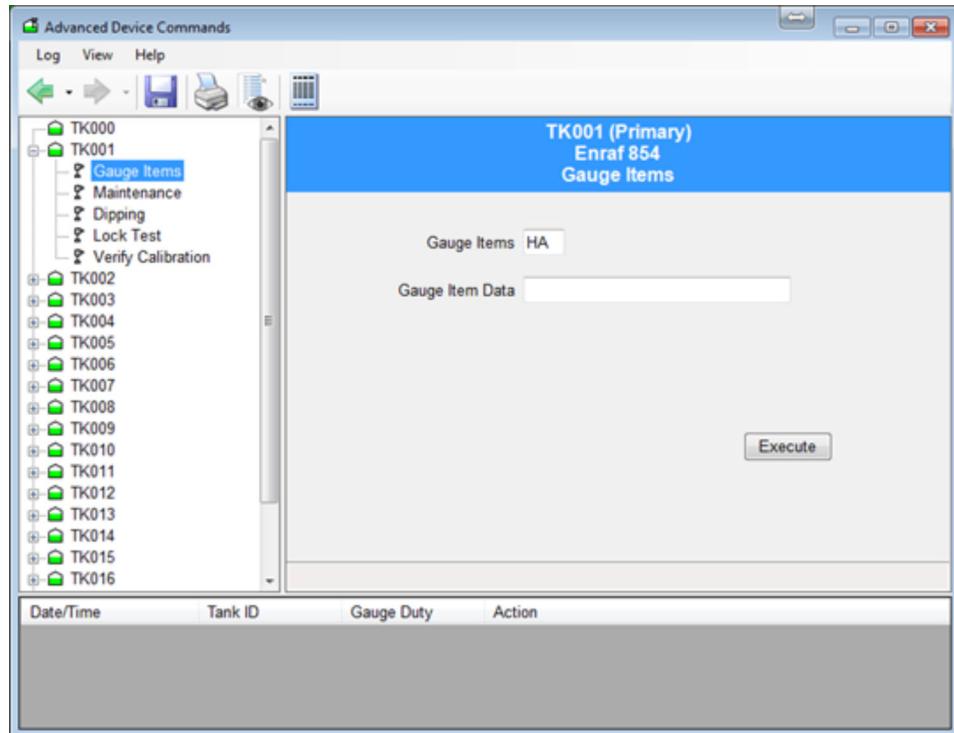 Advanced Device Commands
Log View Help
TK000
TK001
Gauge Items
Maintenance
Dipping
Lock Test
Verify Calibration
TK002
TK003
TK004
TK005
TK006
TK007
TK008
TK009
TK010
TK011
TK012
TK013
TK014
TK015
TK016
TK001 (Primary)
Enraf 854
Gauge Items
Gauge Items HA
Gauge Item Data
Execute
Date/Time Tank ID Gauge Duty Action